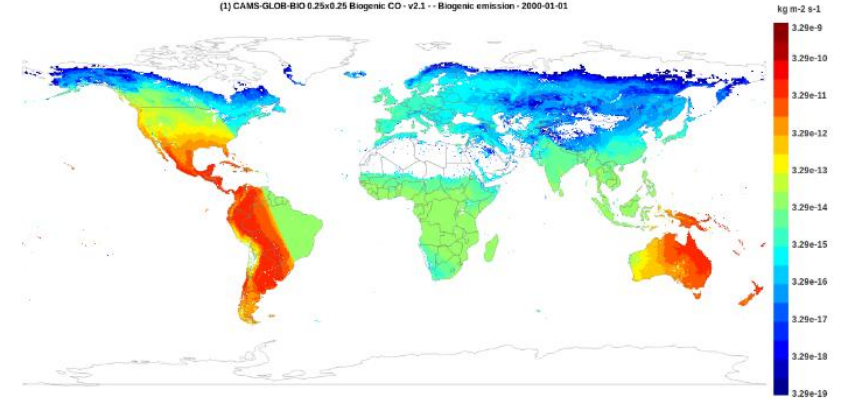 (1) CAMS-GLOB-BIO 0.25x0.25 Biogenic CO - v2.1 - - Biogenic emission - 2000-01-01
kg m-2 s-1
3.29e-9
3.29e-10
3.29e-11
3.29e-12
3.29e-13
3.29e-14
3.29e-15
3.29e-16
3.29e-17
3.29e-18
3.29e-19